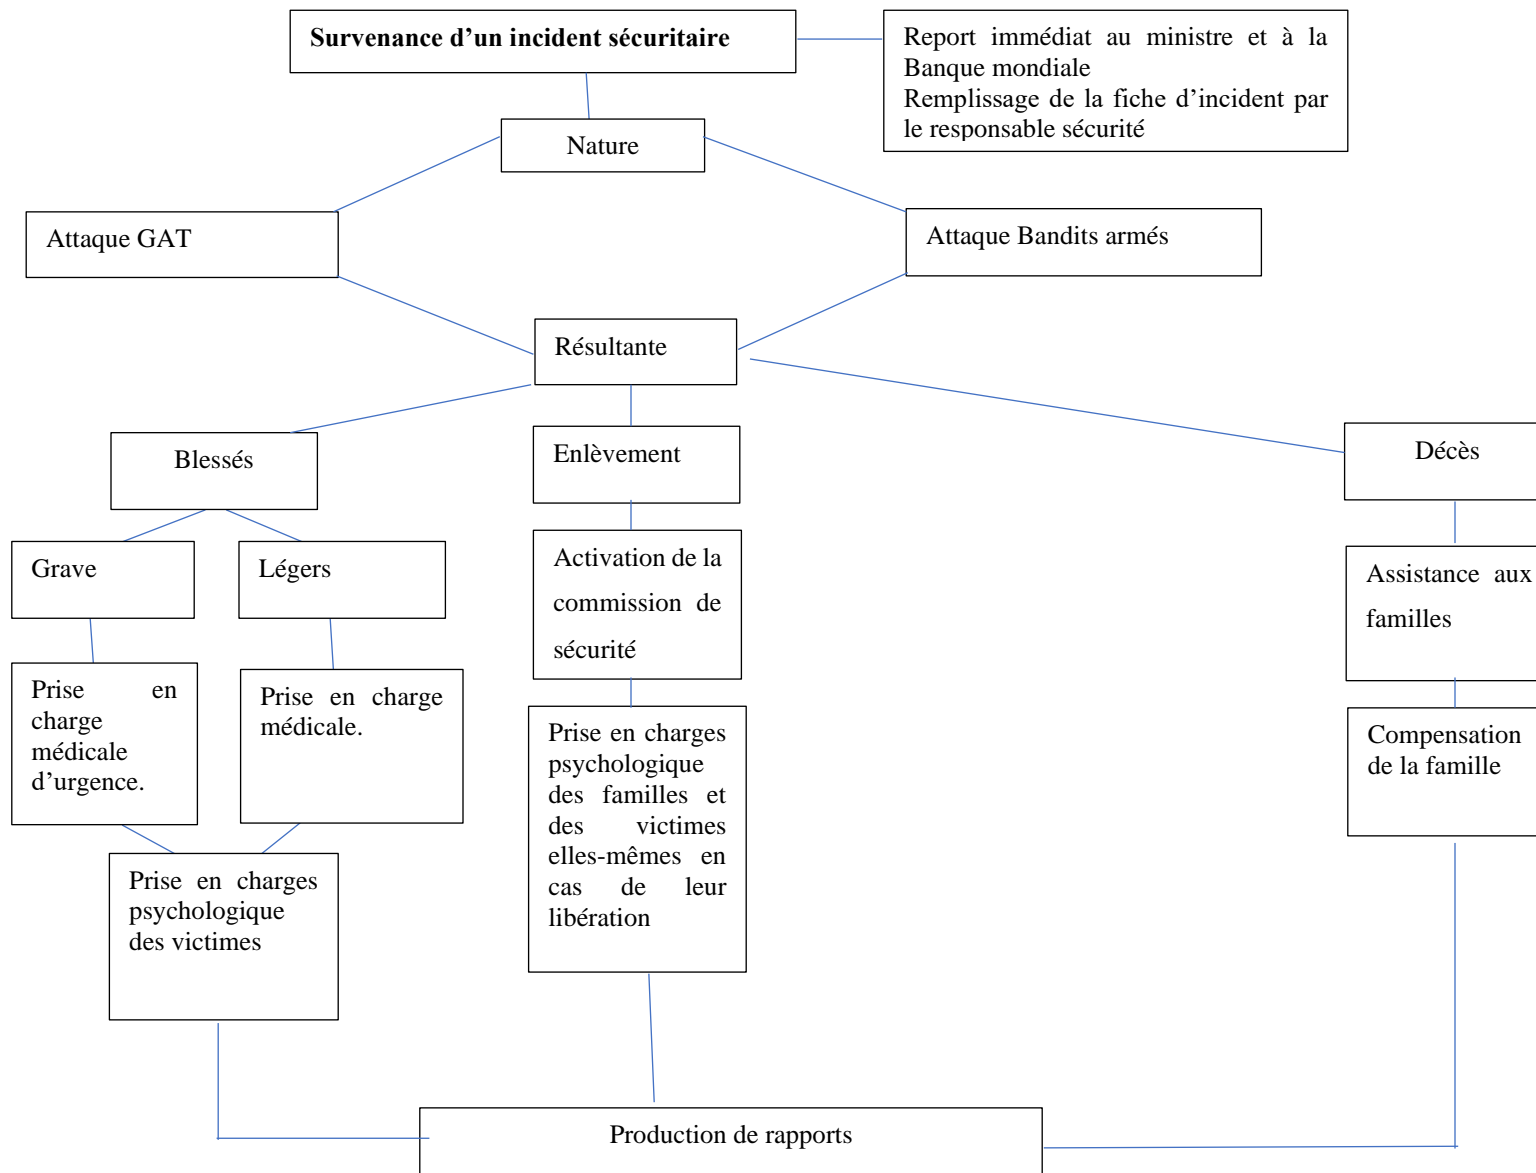 Survenance d’un incident sécuritaire
Report immédiat au ministre et à la
Banque mondiale
Remplissage de la fiche d’incident par
le responsable sécurité
Nature
Attaque GAT
Attaque Bandits armés
Résultante
Blessés
Enlèvement
Décès
Grave
Légers
Activation de la
commission de
sécurité
Assistance aux
familles
Prise en
charge
médicale
d’urgence.
Prise en charge
médicale.
Prise en charges
psychologique
des familles et
des victimes
elles-mêmes en
cas de leur
libération
Compensation
de la famille
Prise en charges
psychologique
des victimes
Production de rapports